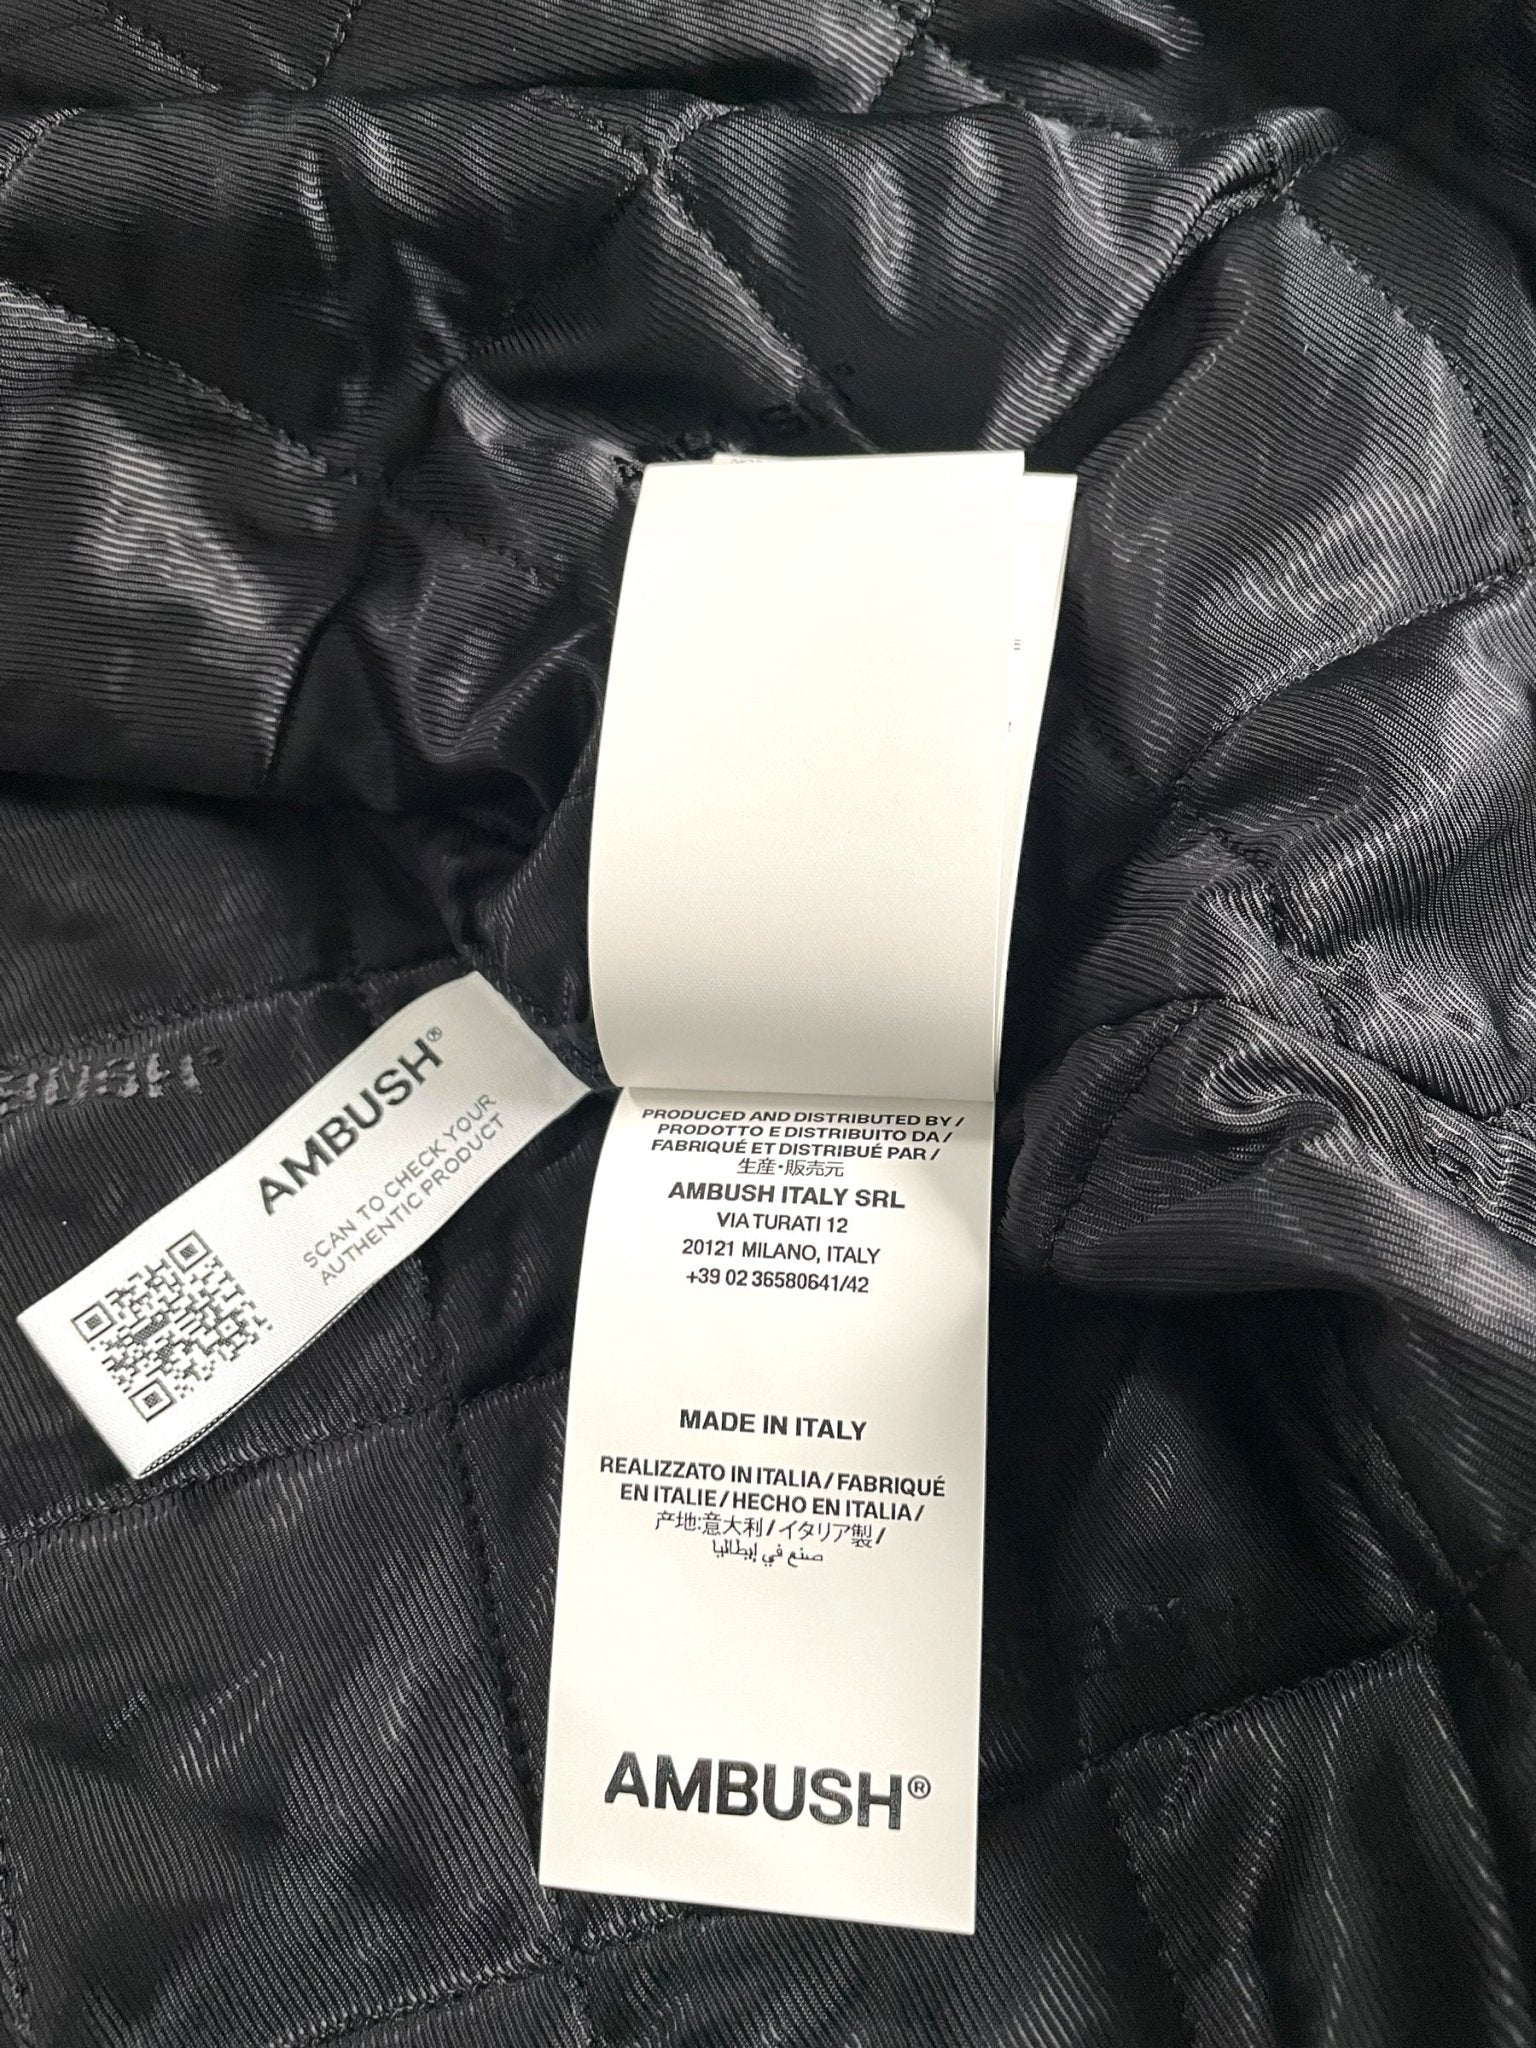 AMBUSH®
SCAN TO CHECK YOUR
AUTHENTIC PRODUCT
PRODUCED AND DISTRIBUTED BY /
PRODOTTO E DISTRIBUITO DA /
FABRIQUÉ ET DISTRIBUÉ PAR /
生産・販売元
AMBUSH ITALY SRL
VIA TURATI 12
20121 MILANO, ITALY
+39 02 36580641/42
MADE IN ITALY
REALIZZATO IN ITALIA / FABRIQUÉ
EN ITALIE / HECHO EN ITALIA /
产地:意大利 / イタリア製 /
صنع في إيطاليا
AMBUSH®